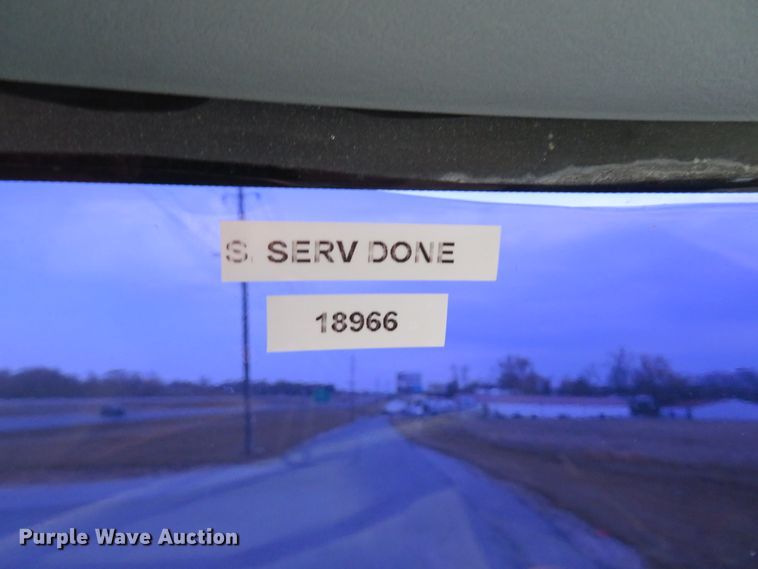 S. SERV DONE
18966
Purple Wave Auction